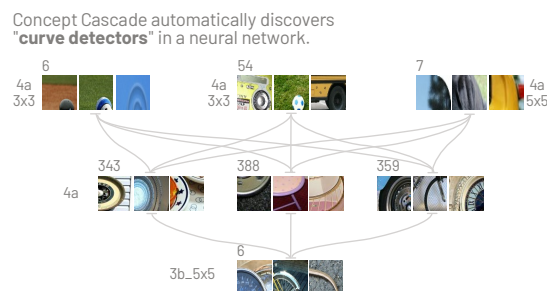 Concept Cascade automatically discovers
"curve detectors" in a neural network.
6
54
7
4a
3x3
4a
3x3
4a
5x5
343
388
359
4a
6
3b_5x5